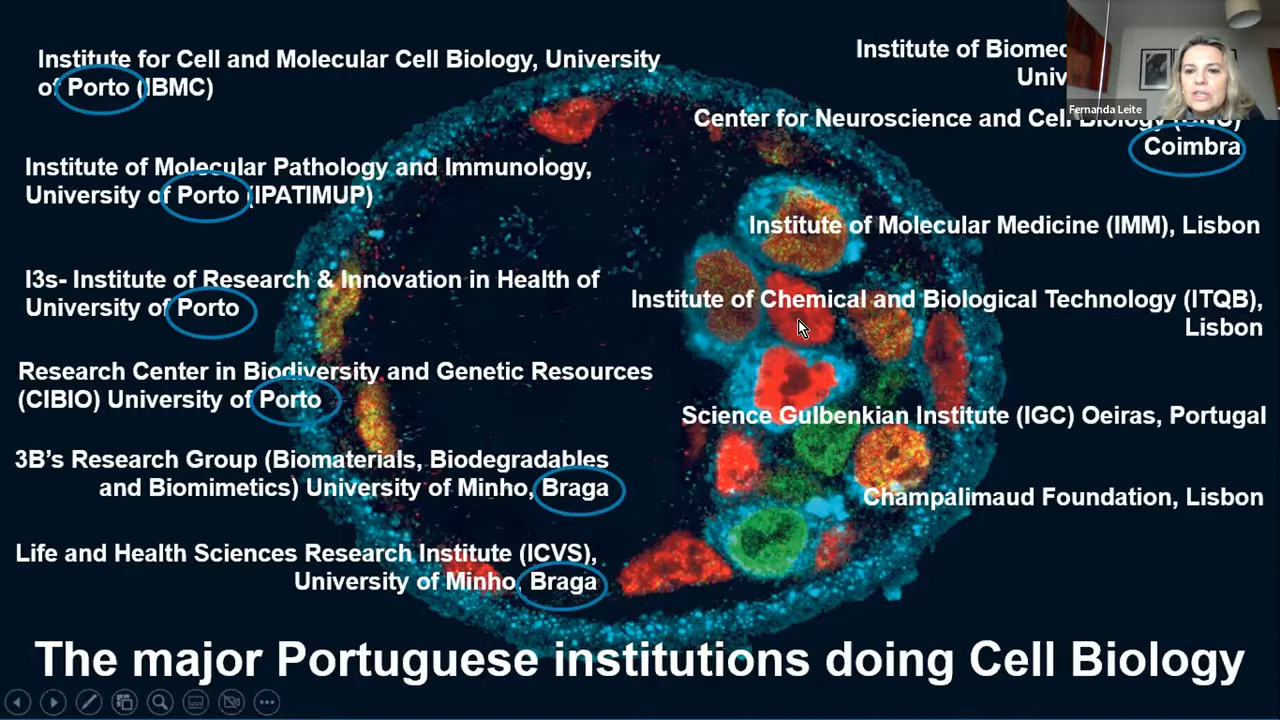 Institute for Cell and Molecular Cell Biology, University
of Porto (IBMC)
Institute of Molecular Pathology and Immunology,
University of Porto (IPATIMUP)
I3s- Institute of Research & Innovation in Health of
University of Porto
Research Center in Biodiversity and Genetic Resources
(CIBIO) University of Porto
3B's Research Group (Biomaterials, Biodegradables
and Biomimetics) University of Minho, Braga
Life and Health Sciences Research Institute (ICVS),
University of Minho, Braga
Institute of
Fernanda Leite
Center for Neuroscience and Cell Biology (CNC)
Coimbra
Institute of Molecular Medicine (IMM), Lisbon
Institute of Chemical and Biological Technology (ITQB),
Lisbon
Science Gulbenkian Institute (IGC) Oeiras, Portugal
Champalimaud Foundation, Lisbon
The major Portuguese institutions doing Cell Biology